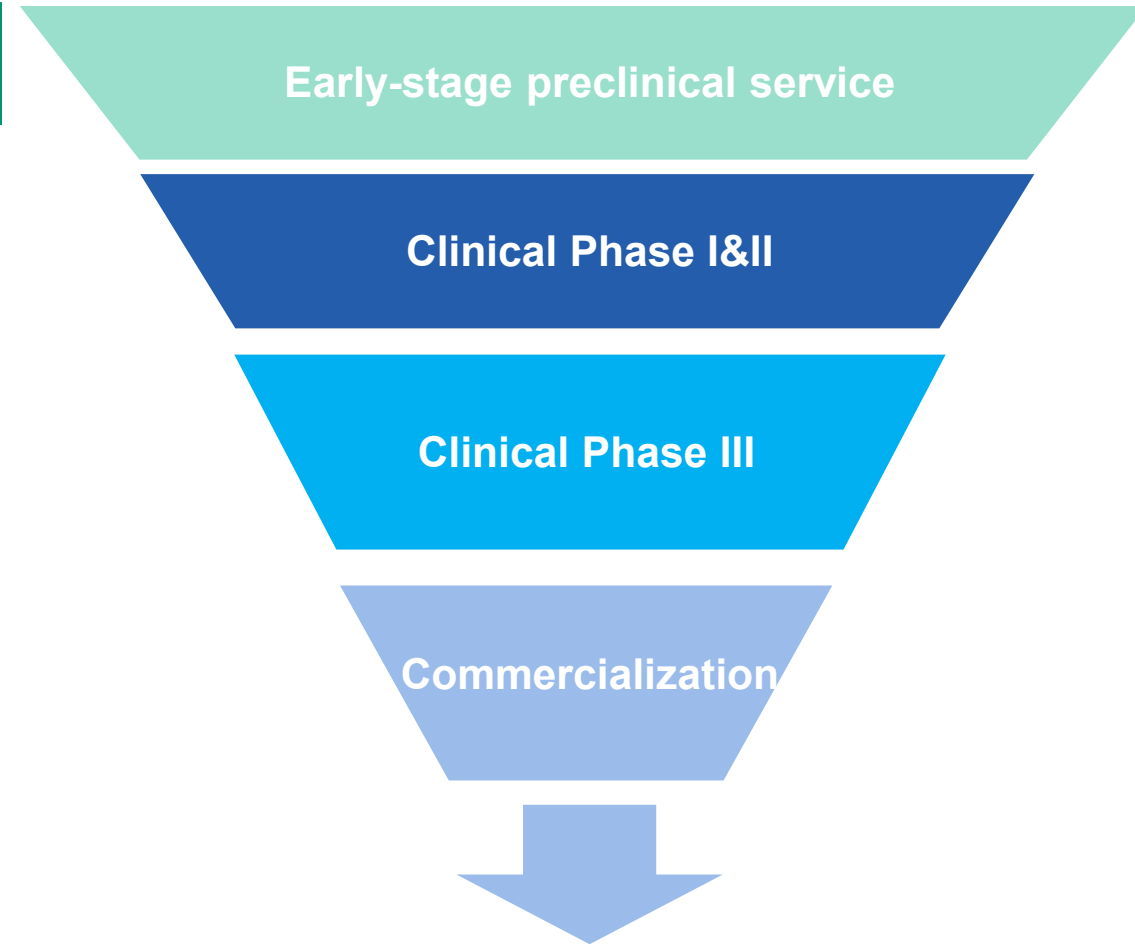 Early-stage preclinical service
Clinical Phase I&II
Clinical Phase III
Commercialization